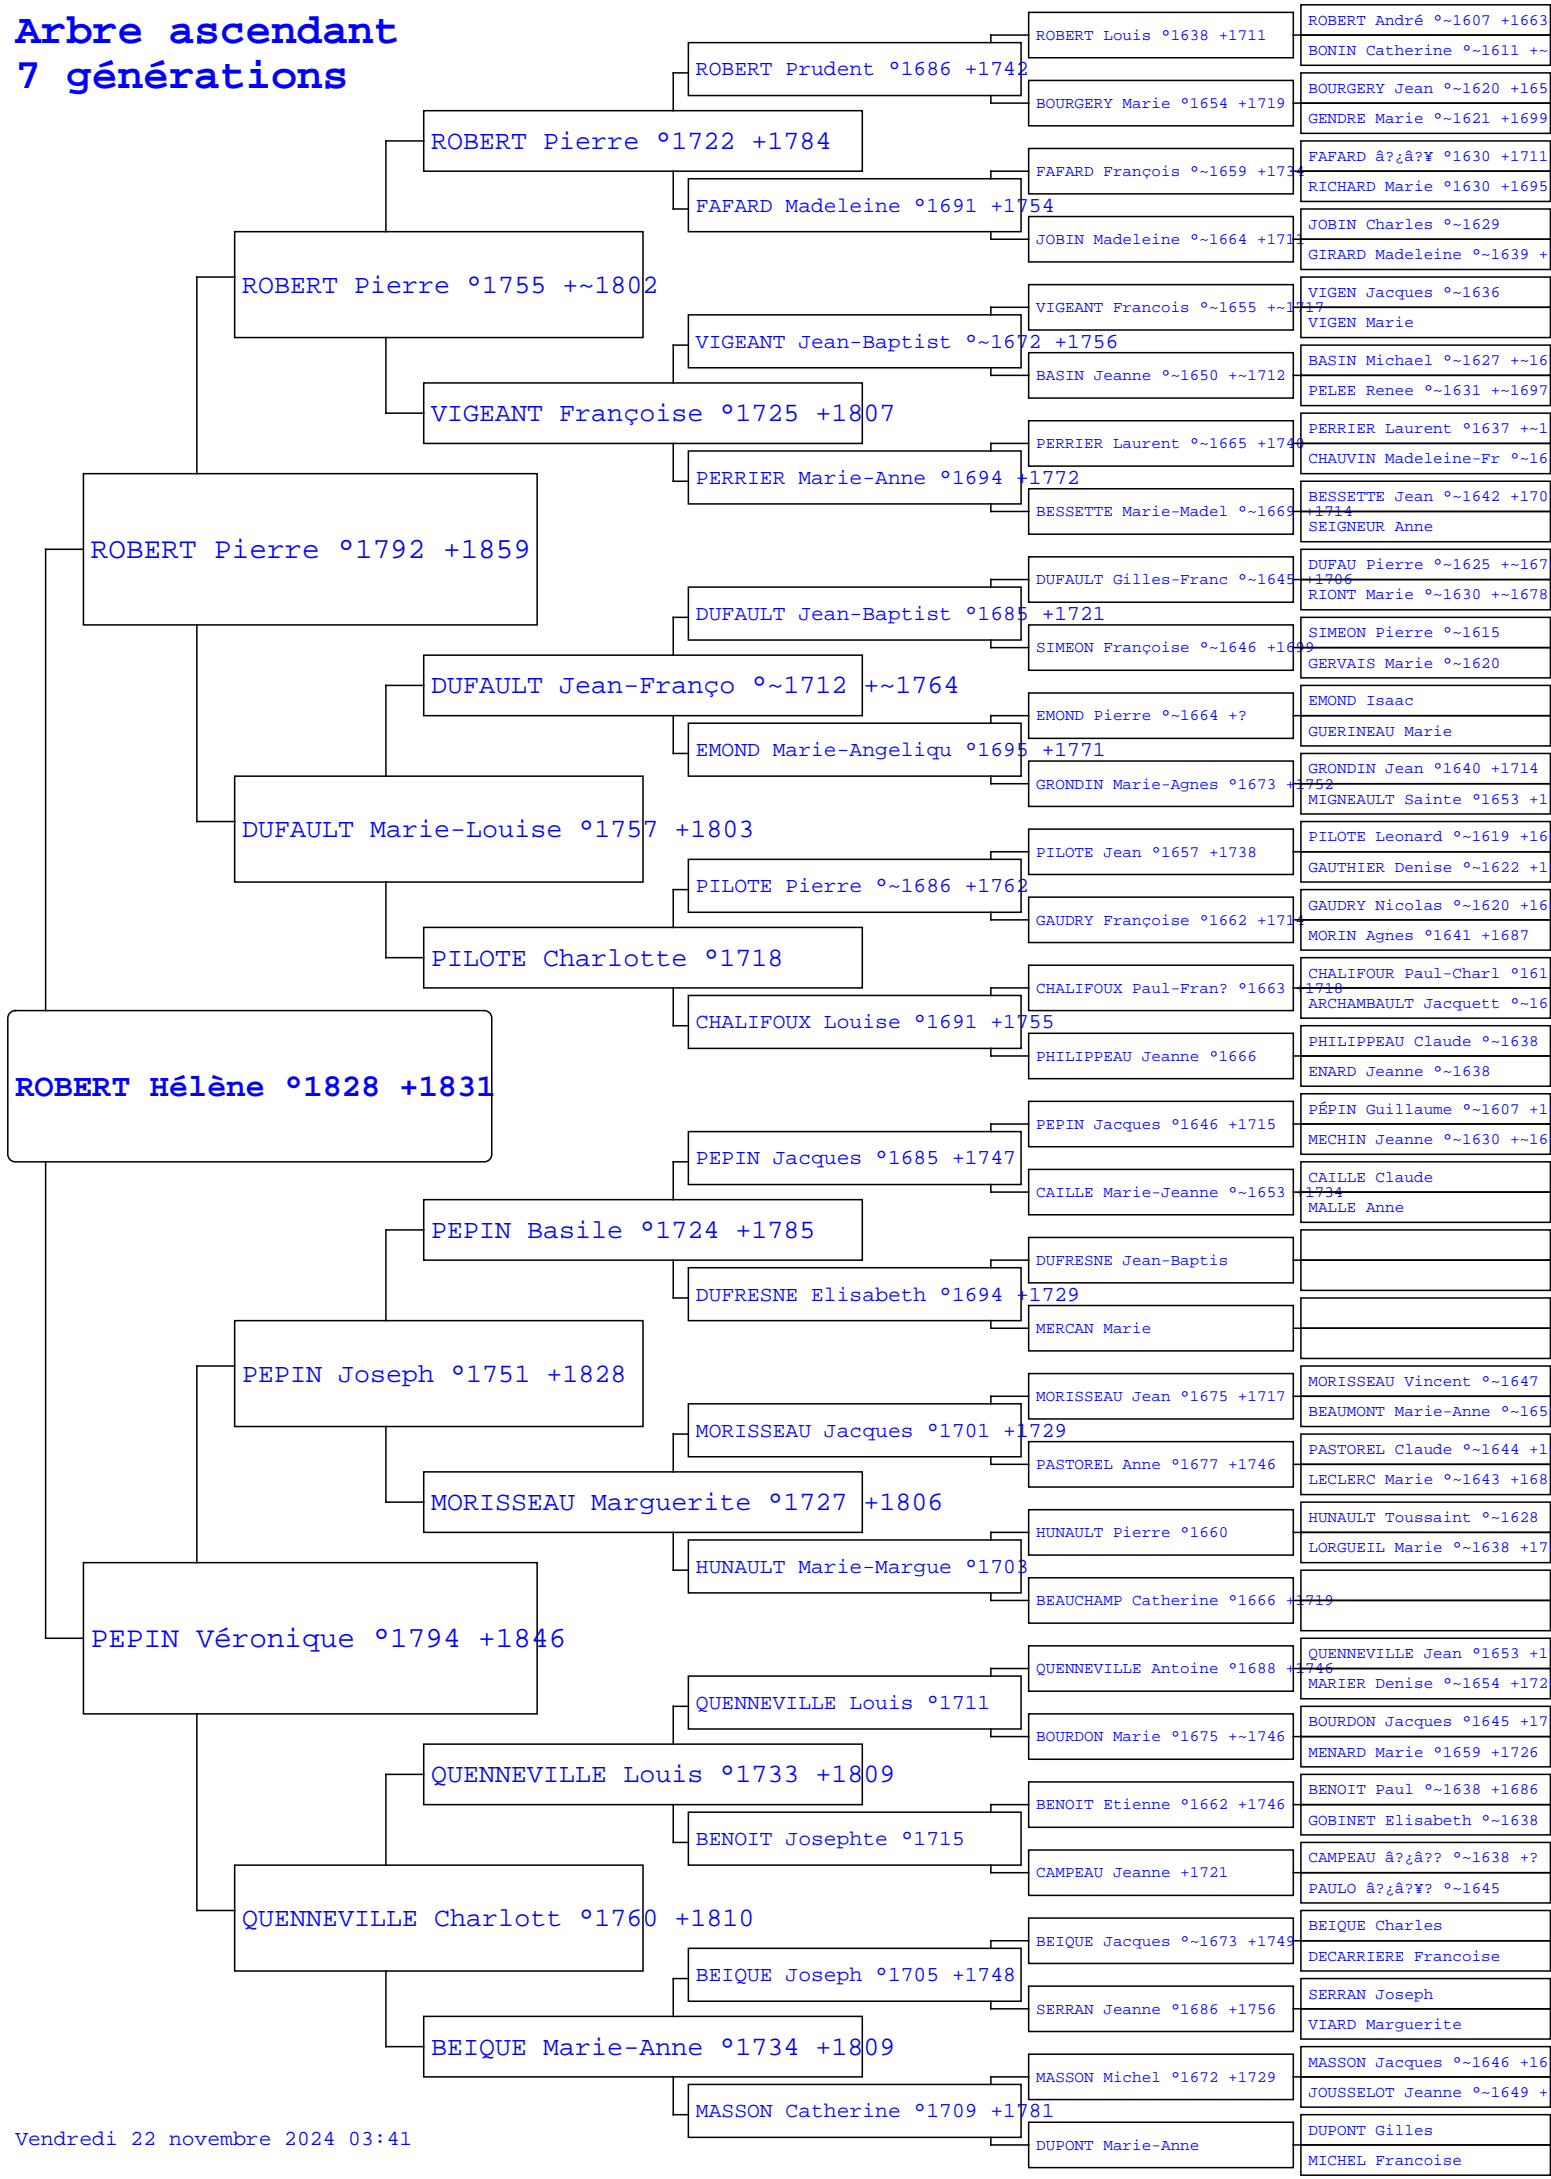 Arbre ascendant
7 générations
ROBERT Hélène °1828 +1831
ROBERT Pierre °1792 +1859
PEPIN Véronique °1794 +1846
ROBERT Pierre °1755 +~1802
DUFAULT Marie-Louise °1757 +1803
PEPIN Joseph °1751 +1828
QUENNEVILLE Charlott °1760 +1810
ROBERT Pierre °1722 +1784
VIGEANT Françoise °1725 +1807
DUFAULT Jean-Franço °~1712 +~1764
PILOTE Charlotte °1718
PEPIN Basile °1724 +1785
MORISSEAU Marguerite °1727 +1806
QUENNEVILLE Louis °1733 +1809
BEIQUE Marie-Anne °1734 +1809
ROBERT Prudent °1686 +1742
FAFARD Madeleine °1691 +1754
VIGEANT Jean-Baptist °~1672 +1756
PERRIER Marie-Anne °1694 +1772
DUFAULT Jean-Baptist °1685 +1721
EMOND Marie-Angeliqu °1695 +1771
PILOTE Pierre °~1686 +1762
CHALIFOUX Louise °1691 +1755
PEPIN Jacques °1685 +1747
DUFRESNE Elisabeth °1694 +1729
MORISSEAU Jacques °1701 +1729
HUNAULT Marie-Margue °1703
QUENNEVILLE Louis °1711
BENOIT Josephte °1715
BEIQUE Joseph °1705 +1748
MASSON Catherine °1709 +1781
ROBERT Louis °1638 +1711
BOURGERY Marie °1654 +1719
FAFARD François °~1659 +1734
JOBIN Madeleine °~1664 +1711
VIGEANT Francois °~1655 +~1717
BASIN Jeanne °~1650 +~1712
PERRIER Laurent °~1665 +1740
BESSETTE Marie-Madel °~1669 +1714
DUFAULT Gilles-Franc °~1645 +1706
SIMEON Françoise °~1646 +1699
EMOND Pierre °~1664 +?
GRONDIN Marie-Agnes °1673 +1752
PILOTE Jean °1657 +1738
GAUDRY Françoise °1662 +1714
CHALIFOUX Paul-Fran? °1663 +1718
PHILIPPEAU Jeanne °1666
PEPIN Jacques °1646 +1715
CAILLE Marie-Jeanne °~1653 +1734
DUFRESNE Jean-Baptis
MERCAN Marie
MORISSEAU Jean °1675 +1717
PASTOREL Anne °1677 +1746
HUNAULT Pierre °1660
BEAUCHAMP Catherine °1666 +1719
QUENNEVILLE Antoine °1688 +1746
BOURDON Marie °1675 +~1746
BENOIT Etienne °1662 +1746
CAMPEAU Jeanne +1721
BEIQUE Jacques °~1673 +1749
SERRAN Jeanne °1686 +1756
MASSON Michel °1672 +1729
DUPONT Marie-Anne
ROBERT André °~1607 +1663
BONIN Catherine °~1611 +~
BOURGERY Jean °~1620 +165
GENDRE Marie °~1621 +1699
FAFARD â?¿â?¥ °1630 +1711
RICHARD Marie °1630 +1695
JOBIN Charles °~1629
GIRARD Madeleine °~1639 +
VIGEN Jacques °~1636
VIGEN Marie
BASIN Michael °~1627 +~16
PELEE Renee °~1631 +~1697
PERRIER Laurent °1637 +~1
CHAUVIN Madeleine-Fr °~16
BESSETTE Jean °~1642 +170
SEIGNEUR Anne
DUFAU Pierre °~1625 +~167
RIONT Marie °~1630 +~1678
SIMEON Pierre °~1615
GERVAIS Marie °~1620
EMOND Isaac
GUERINEAU Marie
GRONDIN Jean °1640 +1714
MIGNEAULT Sainte °1653 +1
PILOTE Leonard °~1619 +16
GAUTHIER Denise °~1622 +1
GAUDRY Nicolas °~1620 +16
MORIN Agnes °1641 +1687
CHALIFOUR Paul-Charl °161
ARCHAMBAULT Jacquett °~16
PHILIPPEAU Claude °~1638
ENARD Jeanne °~1638
PÉPIN Guillaume °~1607 +1
MECHIN Jeanne °~1630 +~16
CAILLE Claude
MALLE Anne
MORISSEAU Vincent °~1647
BEAUMONT Marie-Anne °~165
PASTOREL Claude °~1644 +1
LECLERC Marie °~1643 +168
HUNAULT Toussaint °~1628
LORGUEIL Marie °~1638 +17
QUENNEVILLE Jean °1653 +1
MARIER Denise °~1654 +172
BOURDON Jacques °1645 +17
MENARD Marie °1659 +1726
BENOIT Paul °~1638 +1686
GOBINET Elisabeth °~1638
CAMPEAU â?¿â?? °~1638 +?
PAULO â?¿â?¥? °~1645
BEIQUE Charles
DECARRIERE Francoise
SERRAN Joseph
VIARD Marguerite
MASSON Jacques °~1646 +16
JOUSSELOT Jeanne °~1649 +
DUPONT Gilles
MICHEL Francoise
Vendredi 22 novembre 2024 03:41